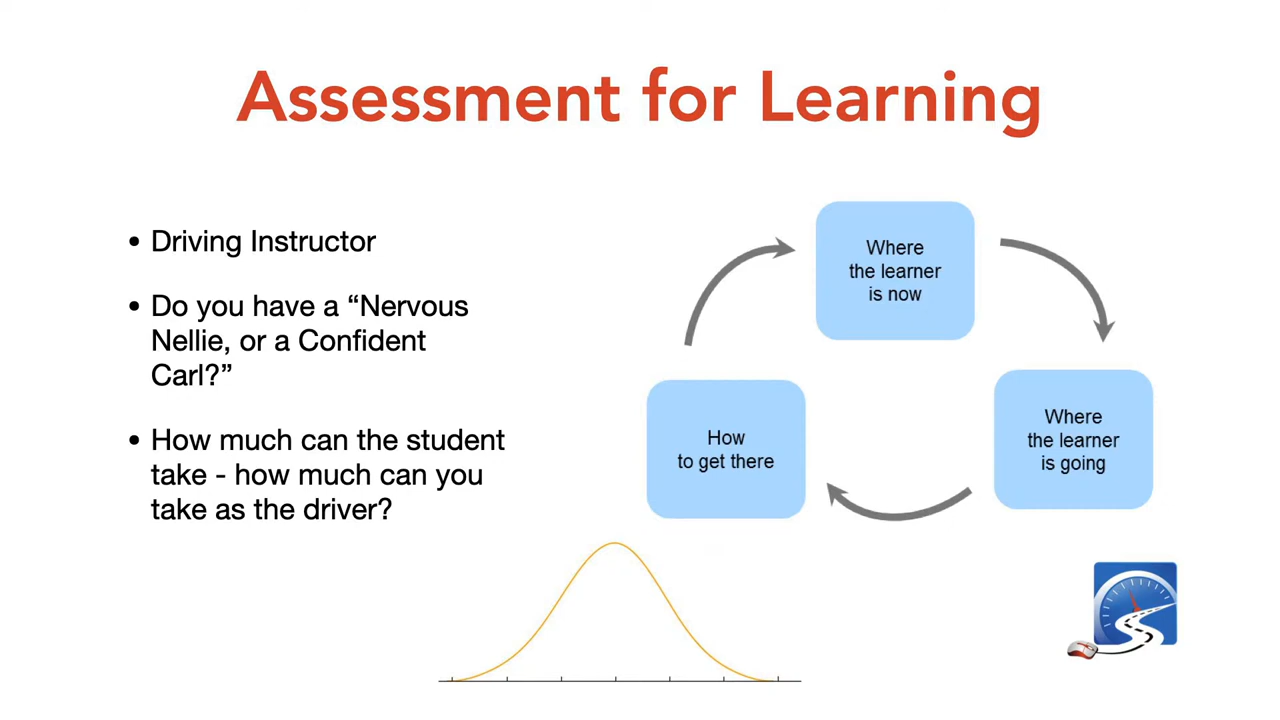 Assessment for Learning
• Driving Instructor
• Do you have a “Nervous
Nellie, or a Confident
Carl?”
• How much can the student
take - how much can you
take as the driver?
Where
the learner
is now
Where
the learner
is going
How
to get there